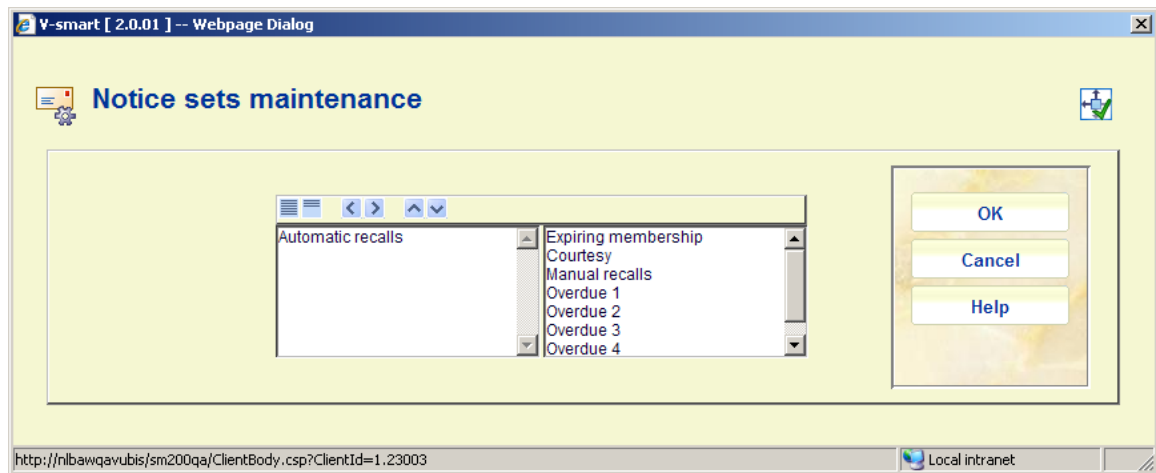 V-smart [ 2.0.01 ] -- Webpage Dialog
Notice sets maintenance
Automatic recalls
Expiring membership
Courtesy
Manual recalls
Overdue 1
Overdue 2
Overdue 3
Overdue 4
OK
Cancel
Help
http://nlbawqavubis/sm200qa/ClientBody.csp?ClientId=1.23003
Local intranet